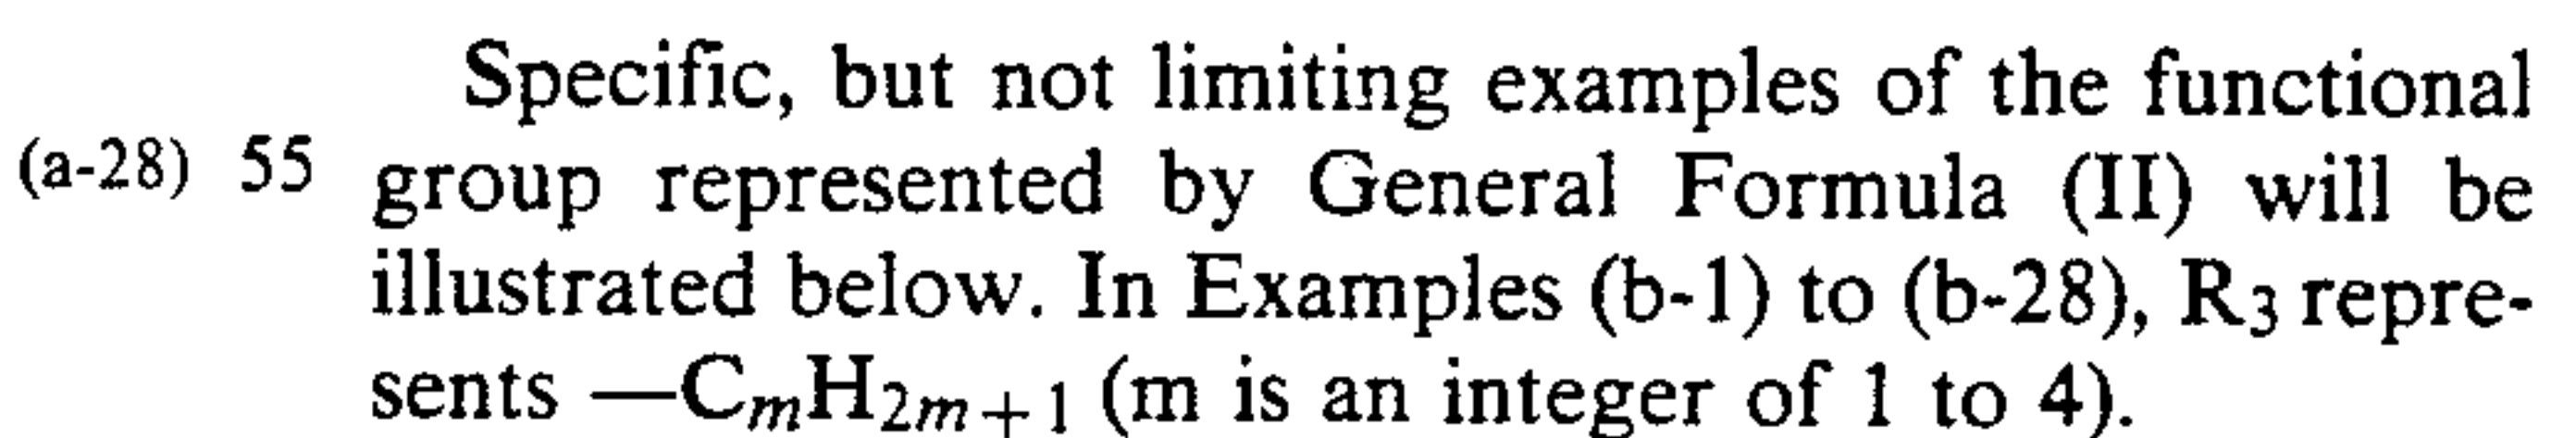 Specific, but not limiting examples of the functional
(a-28) 55 group represented by General Formula (II) will be
illustrated below. In Examples (b-1) to (b-28), R₃ repre-
sents —CₘH₂ₘ₊₁ (m is an integer of 1 to 4).